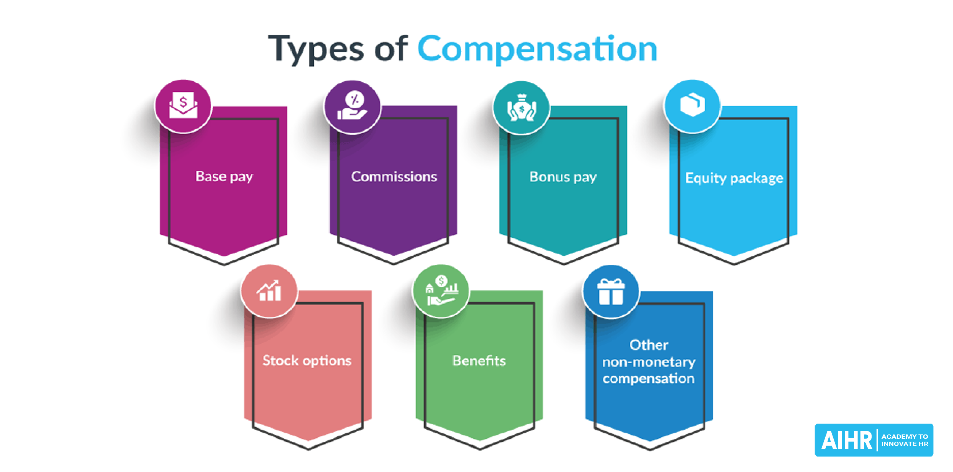 Types of Compensation
Base pay
Commissions
Bonus pay
Equity package
Stock options
Benefits
Other
non-monetary
compensation
AIHR
ACADEMY TO
INNOVATE HR